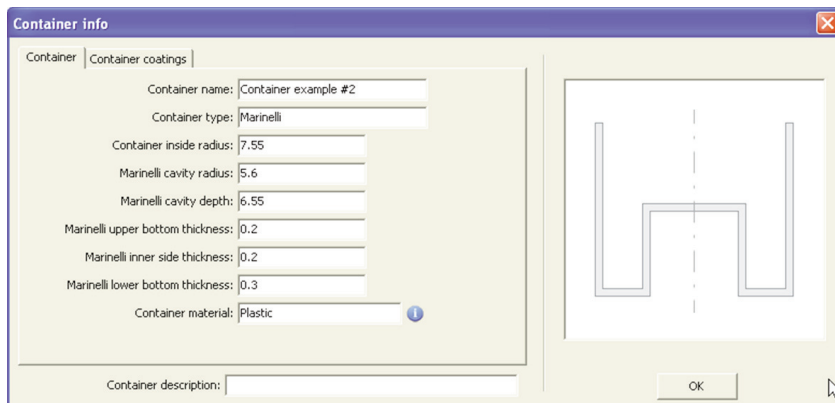 Container info
Container Container coatings
Container name: Container example #2
Container type: Marinelli
Container inside radius: 7.55
Marinelli cavity radius: 5.6
Marinelli cavity depth: 6.55
Marinelli upper bottom thickness: 0.2
Marinelli inner side thickness: 0.2
Marinelli lower bottom thickness: 0.3
Container material: Plastic
Container description:
OK